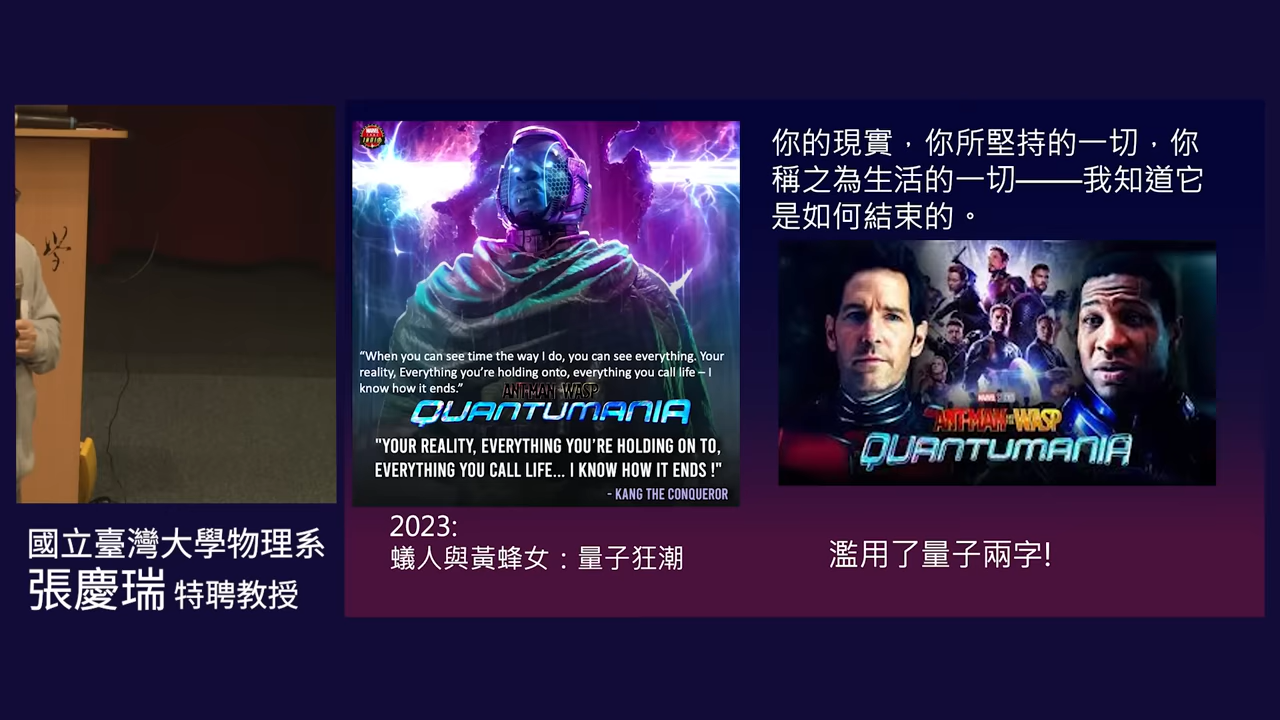 學
國立臺灣大學物理系
張慶瑞 特聘教授
“When you can see time the way I do, you can see everything. Your
reality, Everything you’re holding onto, everything you call life – I
know how it ends.”
ANT-MAN AND THE WASP
QUANTUMANIA
"YOUR REALITY, EVERYTHING YOU’RE HOLDING ON TO,
EVERYTHING YOU CALL LIFE... I KNOW HOW IT ENDS !"
- KANG THE CONQUEROR
2023:
蟻人與黃蜂女：量子狂潮
你的現實，你所堅持的一切，你
稱之為生活的一切——我知道它
是如何結束的。
MARVEL STUDIOS
ANT-MAN AND THE WASP
QUANTUMANIA
濫用了量子兩字!